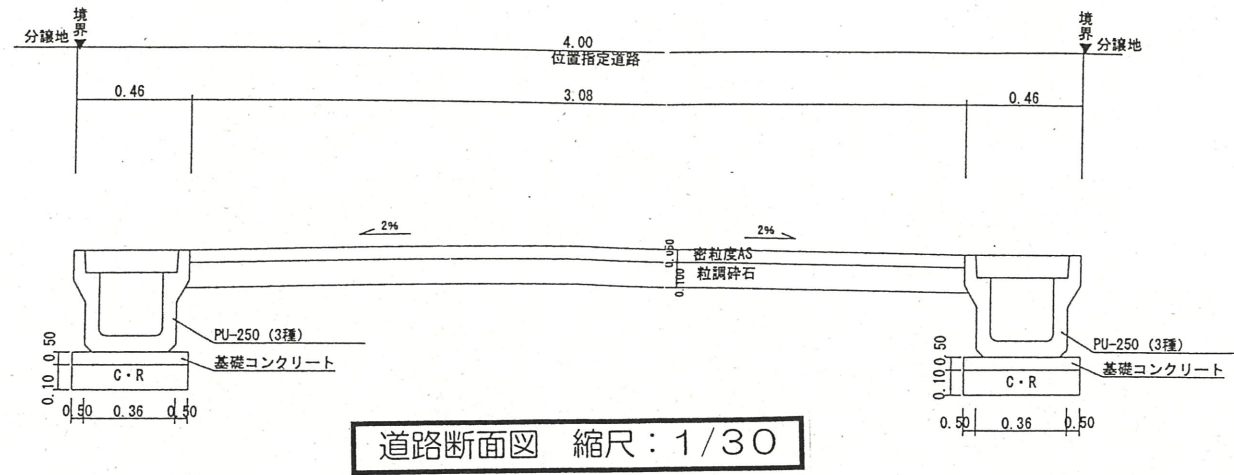 境界
境界
分譲地
4.00
分譲地
位置指定道路
0.46
3.08
0.46
2%
2%
0.050
密粒度AS
0.100
粒調砕石
PU-250 (3種)
PU-250 (3種)
0.50
基礎コンクリート
0.50
基礎コンクリート
0.10
C・R
0.10
C・R
0.50 0.36 0.50
0.50 0.36 0.50
道路断面図 縮尺：1/30